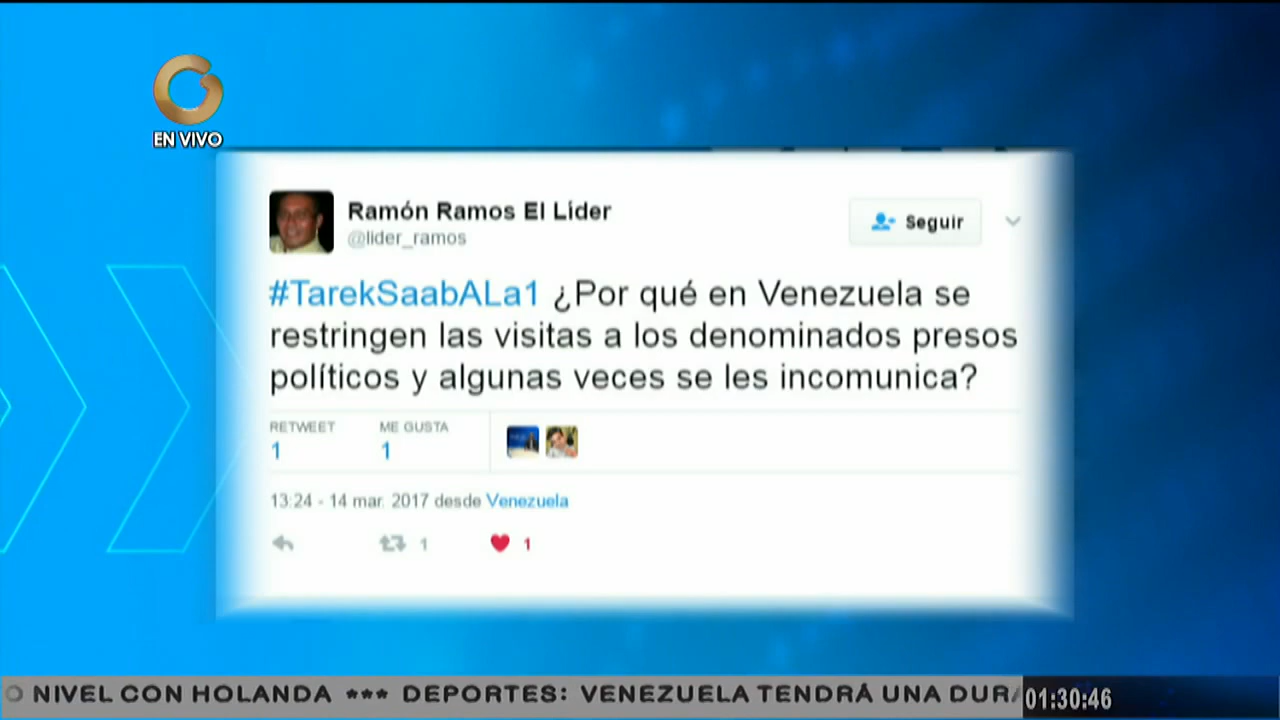 EN VIVO
Ramón Ramos El Líder
@lider_ramos
Seguir
#TarekSaabALa1 ¿Por qué en Venezuela se
restringen las visitas a los denominados presos
políticos y algunas veces se les incomunica?
RETWEET
1
ME GUSTA
1
13:24 - 14 mar. 2017 desde Venezuela
1
1
O NIVEL CON HOLANDA *** DEPORTES: VENEZUELA TENDRÁ UNA DURA
01:30:46